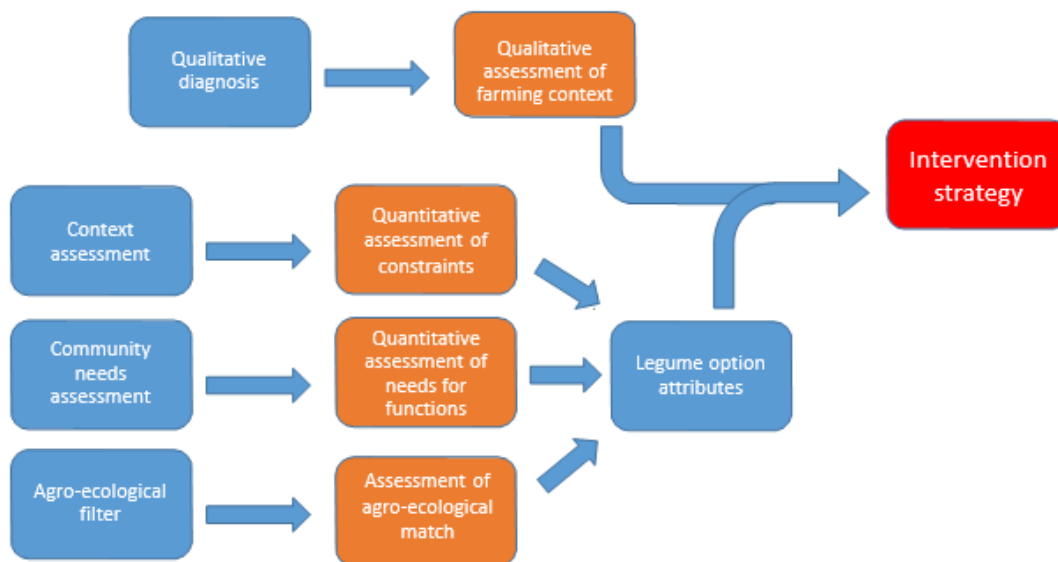 Qualitative
diagnosis
Qualitative
assessment of
farming context
Intervention
strategy
Context
assessment
Quantitative
assessment of
constraints
Community
needs
assessment
Quantitative
assessment of
needs for
functions
Legume option
attributes
Agro-ecological
filter
Assessment of
agro-ecological
match